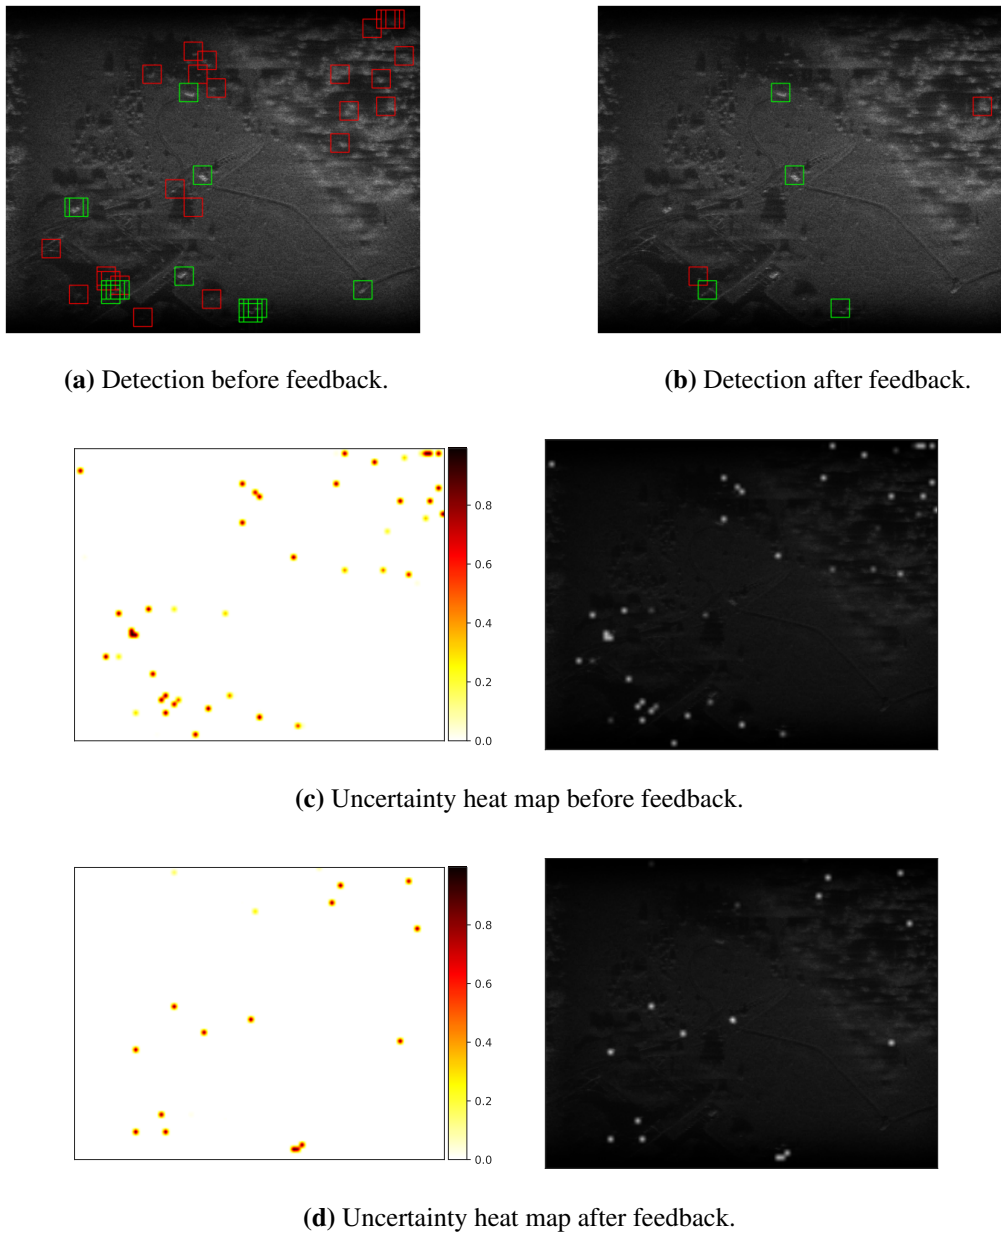 (a) Detection before feedback.
(b) Detection after feedback.
0.8
0.6
0.4
0.2
0.0
(c) Uncertainty heat map before feedback.
0.8
0.6
0.4
0.2
0.0
(d) Uncertainty heat map after feedback.